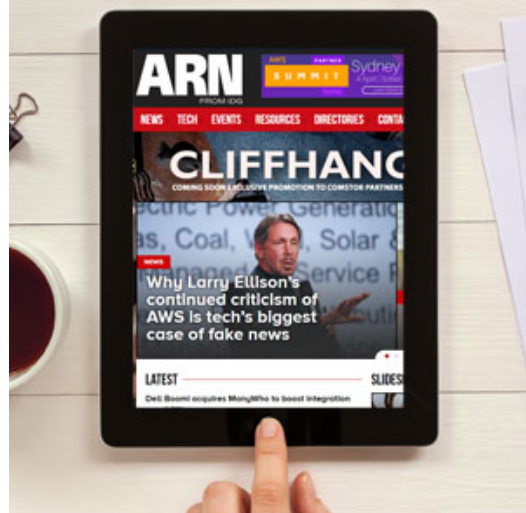 ARN
FROM IDG
AWS
PARTNER
SUMMIT
Sydney
NEWS TECH EVENTS RESOURCES DIRECTORIES CONTA
CLIFFHANG
COMING SOON EXCLUSIVE PROMOTION TO COMSTOR PARTNERS
ectric Power Generatio
as, Coal, Solar &
Managed Service
NEWS
Why Larry Ellison's
continued criticism of
AWS is tech's biggest
case of fake news
LATEST
SLIDES
Dell Boomi acquires ManyWho to boost integration